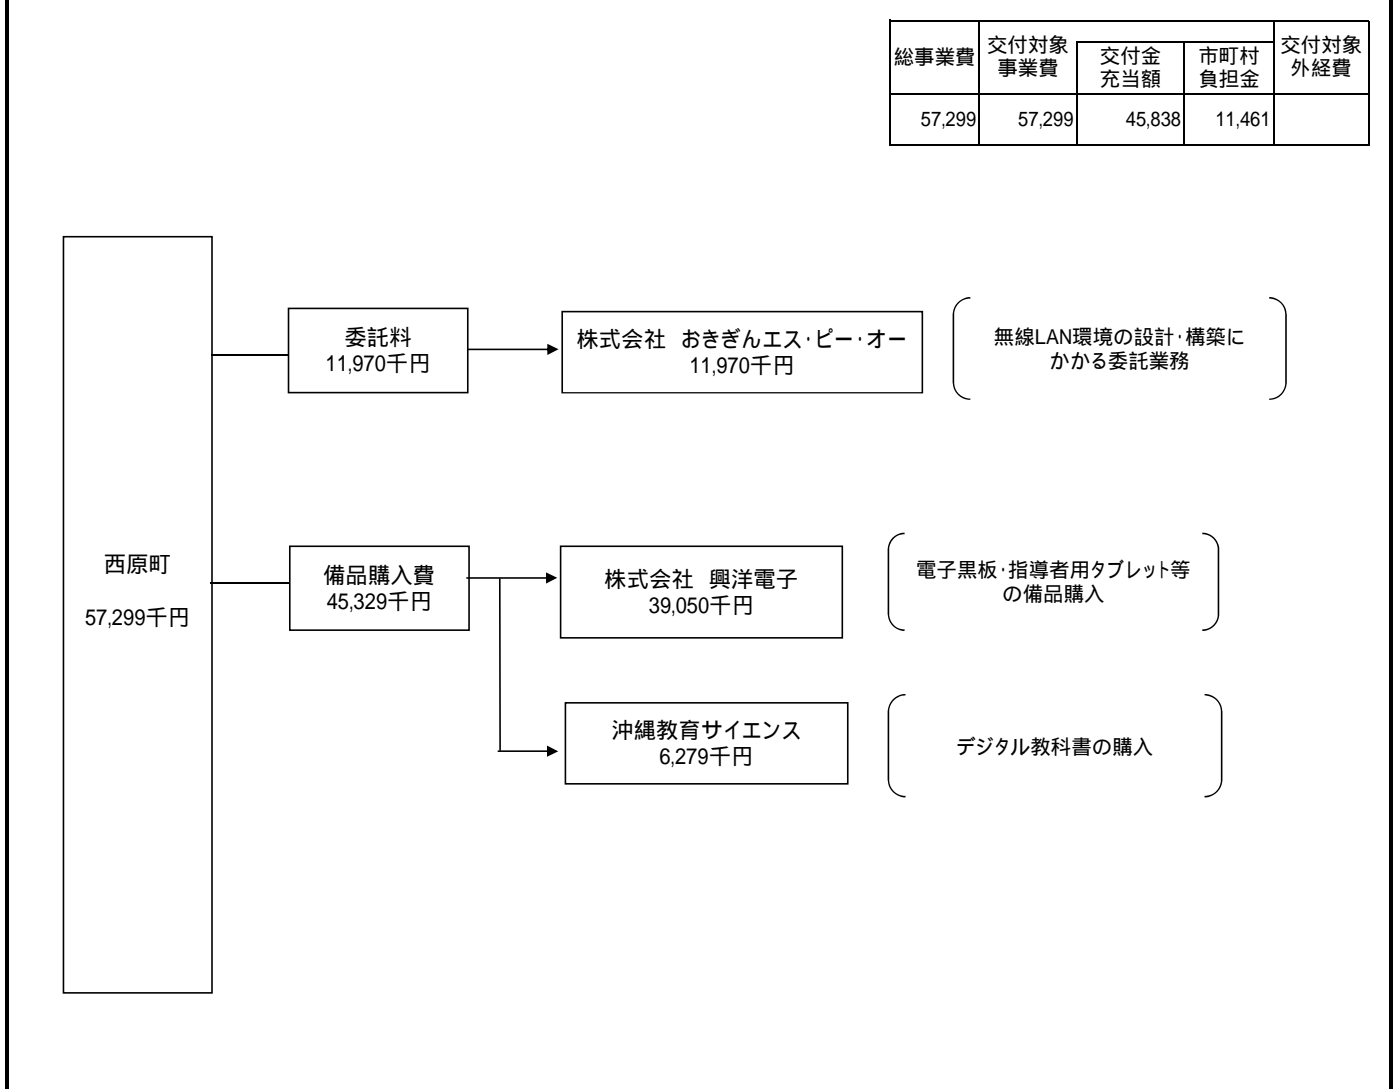 総事業費
交付対象
事業費
交付金
充当額
市町村
負担金
交付対象
外経費
57,299
57,299
45,838
11,461
西原町
57,299千円
委託料
11,970千円
株式会社　おきぎんエス・ピー・オー
11,970千円
無線LAN環境の設計・構築に
かかる委託業務
備品購入費
45,329千円
株式会社　興洋電子
39,050千円
電子黒板・指導者用タブレット等
の備品購入
沖縄教育サイエンス
6,279千円
デジタル教科書の購入